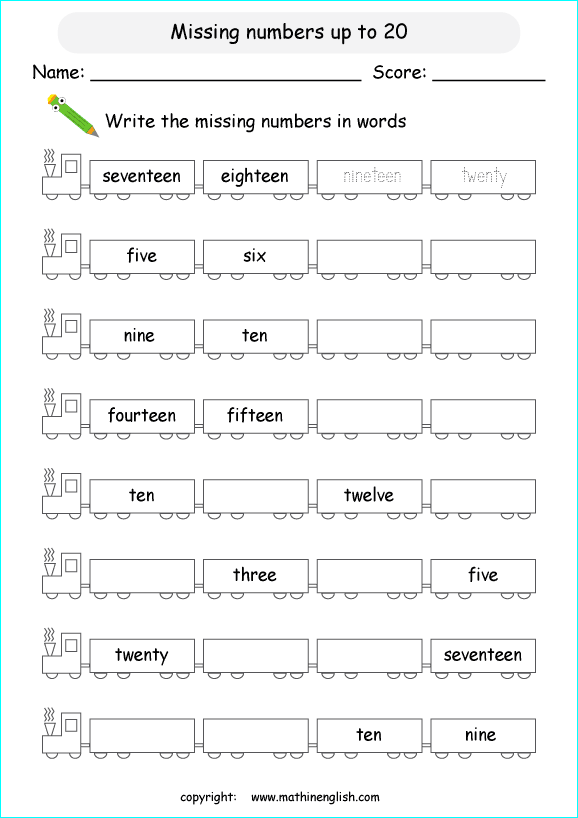 Missing numbers up to 20
Name: ________________________ Score: __________
Write the missing numbers in words
seventeen eighteen nineteen twenty
five six
nine ten
fourteen fifteen
ten twelve
three five
twenty seventeen
ten nine
copyright: www.mathinenglish.com